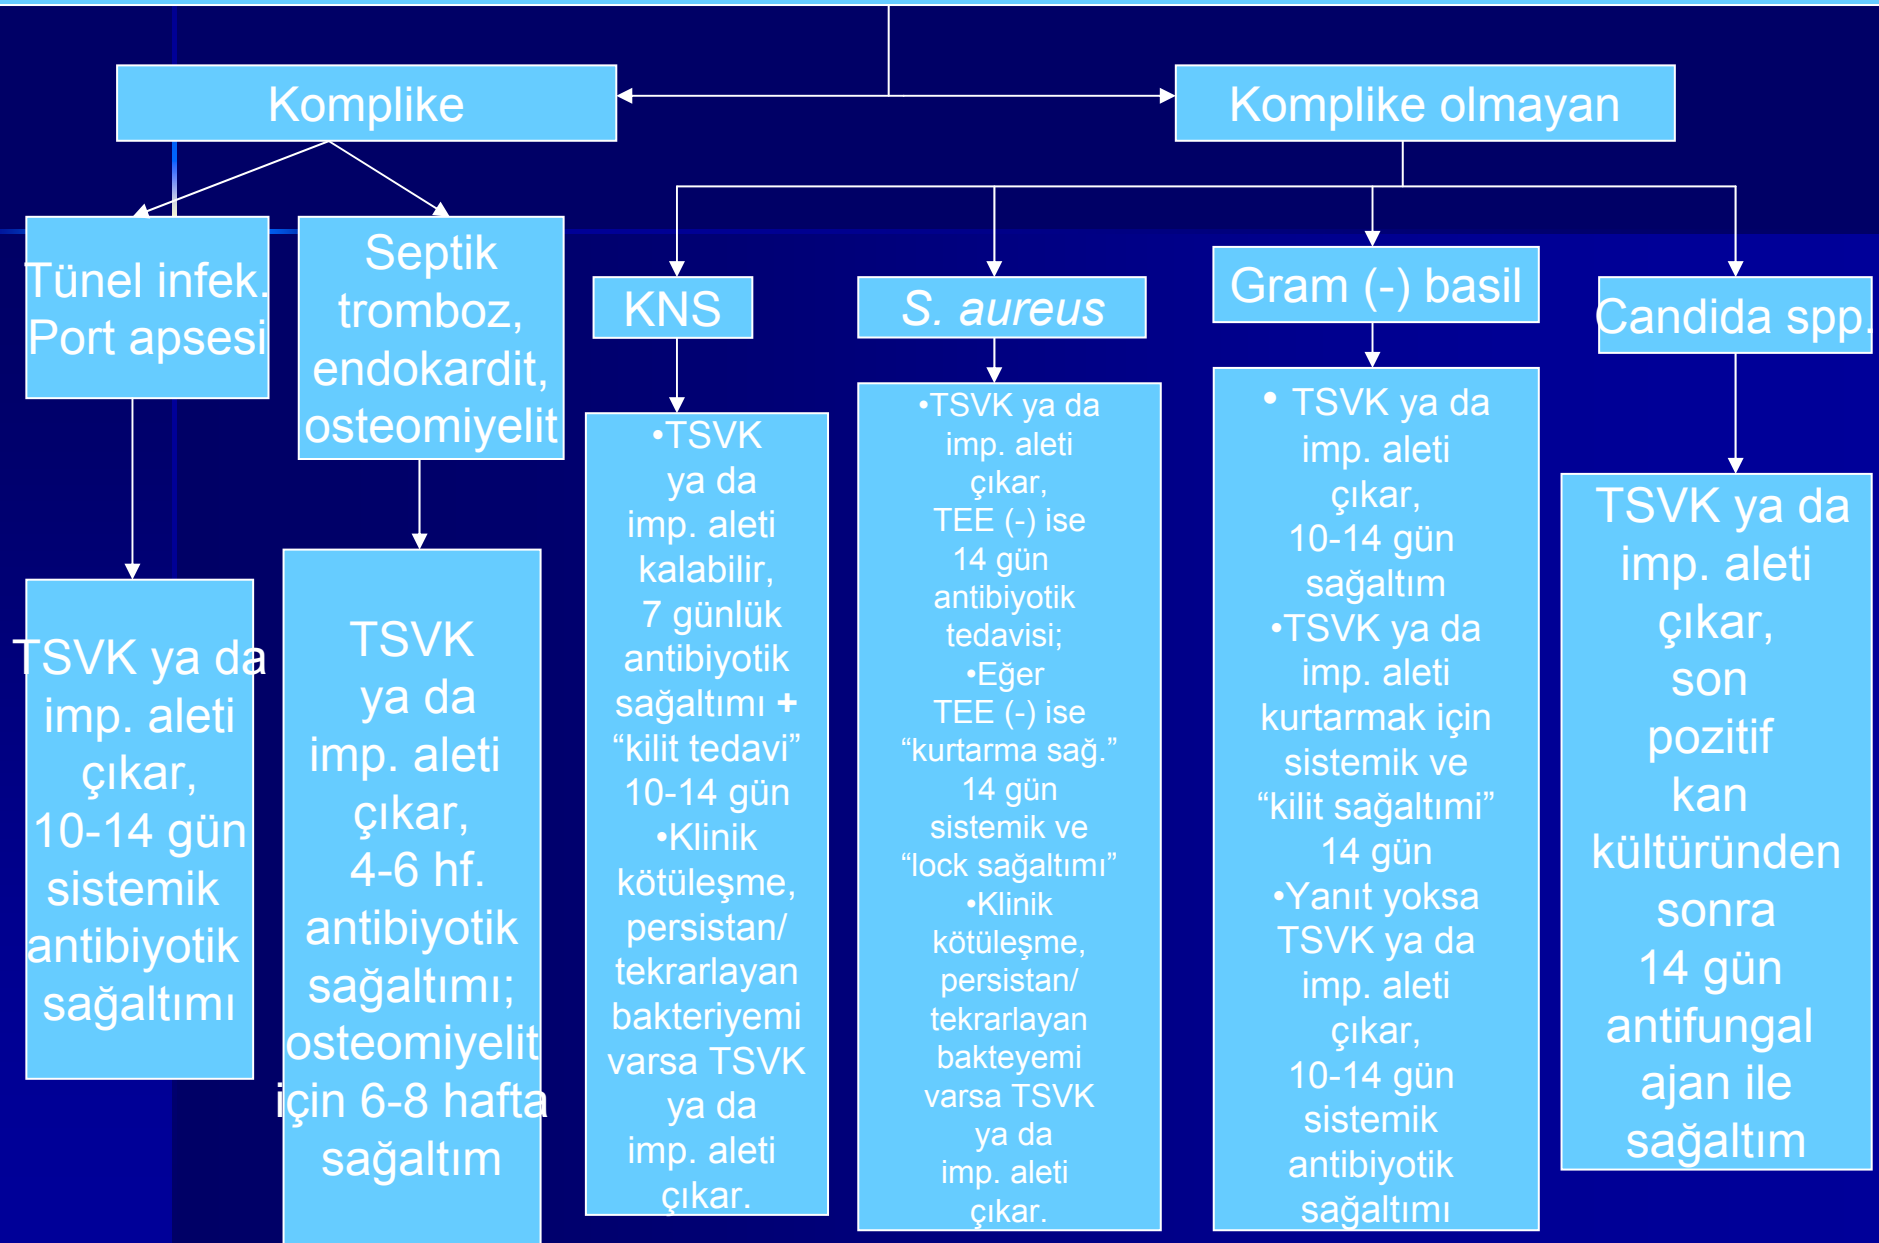 Komplike
Komplike olmayan
Tünel infek.
Port apsesi
Septik
tromboz,
endokardit,
osteomiyelit
KNS
S. aureus
Gram (-) basil
Candida spp.
TSVK ya da
imp. aleti
çıkar,
10-14 gün
sistemik
antibiyotik
sağaltımı
TSVK
ya da
imp. aleti
çıkar,
4-6 hf.
antibiyotik
sağaltımı;
osteomiyelit
için 6-8 hafta
sağaltım
•TSVK
ya da
imp. aleti
kalabilir,
7 günlük
antibiyotik
sağaltımı +
“kilit tedavi”
10-14 gün
•Klinik
kötüleşme,
persistan/
tekrarlayan
bakteriyemi
varsa TSVK
ya da
imp. aleti
çıkar.
•TSVK ya da
imp. aleti
çıkar,
TEE (-) ise
14 gün
antibiyotik
tedavisi;
•Eğer
TEE (-) ise
“kurtarma sağ.”
14 gün
sistemik ve
“lock sağaltımı”
•Klinik
kötüleşme,
persistan/
tekrarlayan
bakteyemi
varsa TSVK
ya da
imp. aleti
çıkar.
• TSVK ya da
imp. aleti
çıkar,
10-14 gün
sağaltım
•TSVK ya da
imp. aleti
kurtarmak için
sistemik ve
“kilit sağaltımi”
14 gün
•Yanıt yoksa
TSVK ya da
imp. aleti
çıkar,
10-14 gün
sistemik
antibiyotik
sağaltımı
TSVK ya da
imp. aleti
çıkar,
son
pozitif
kan
kültüründen
sonra
14 gün
antifungal
ajan ile
sağaltım